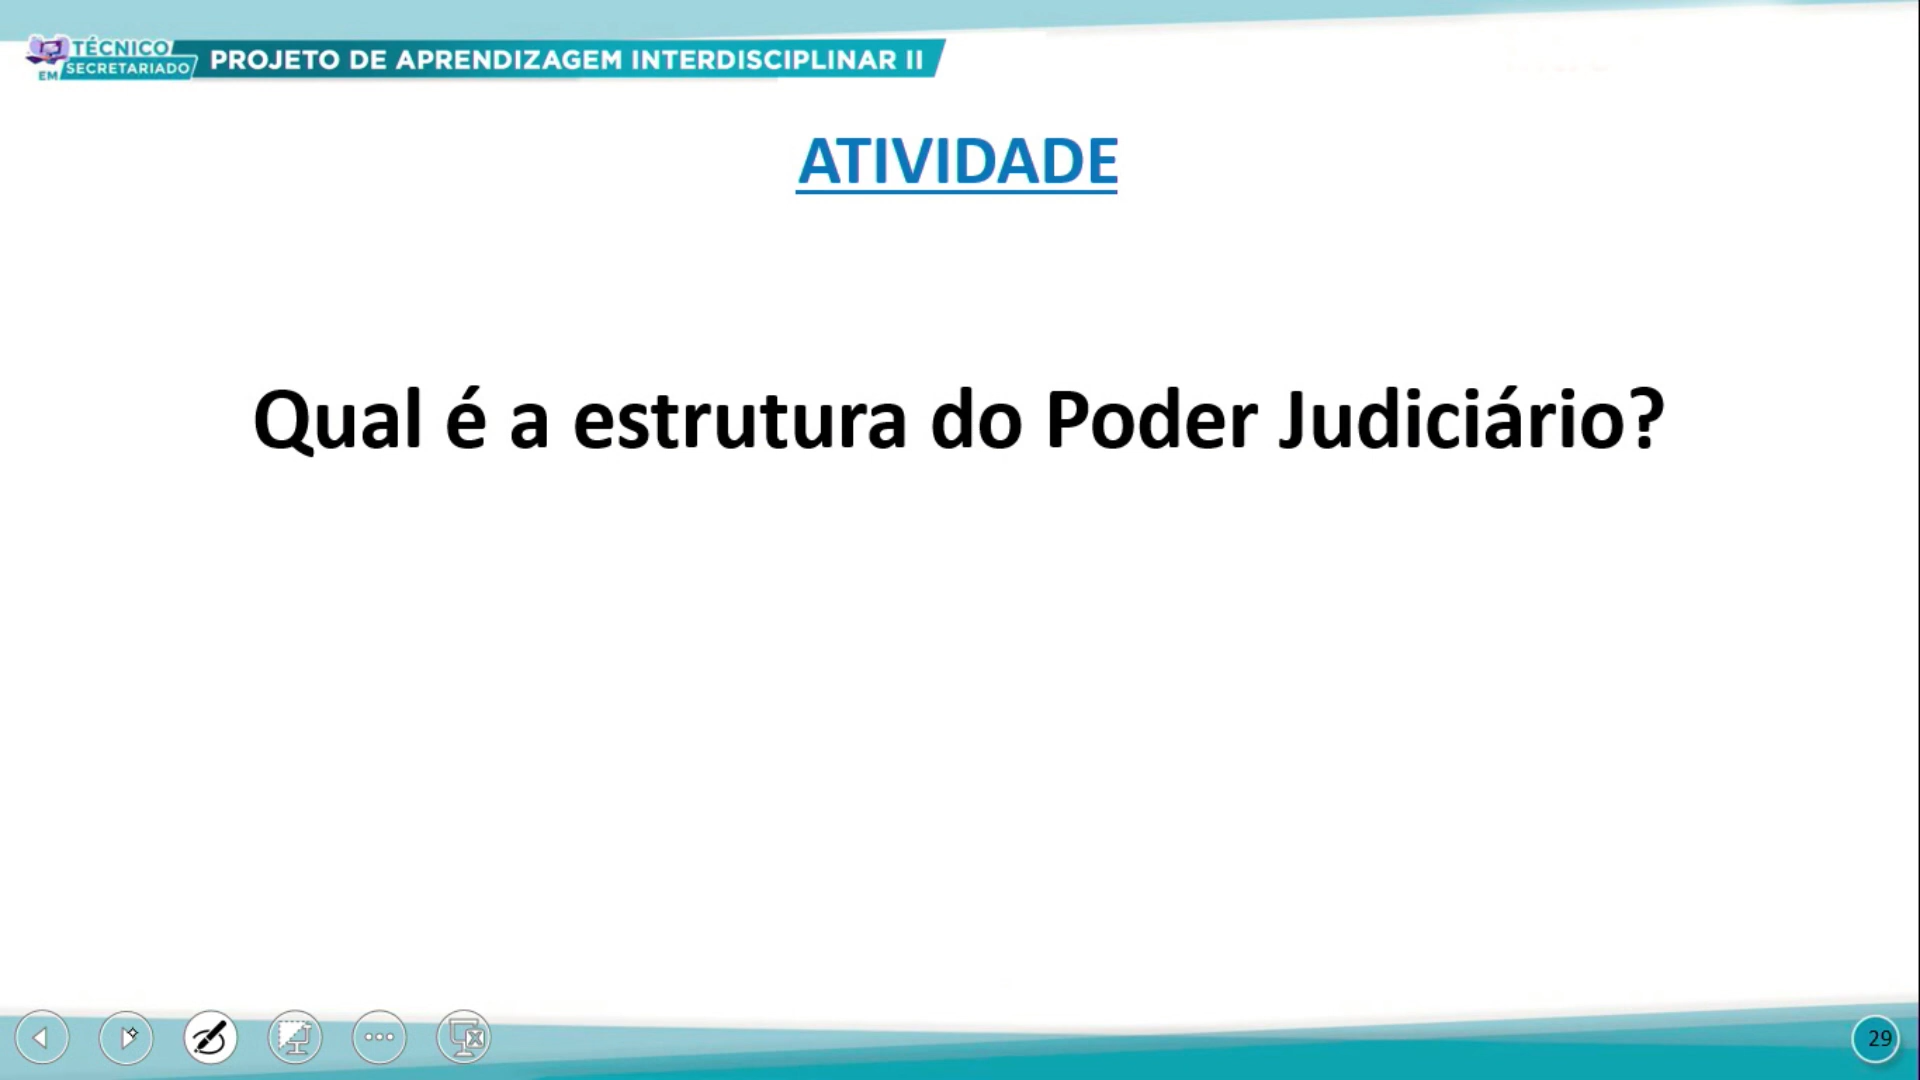 TÉCNICO
EM SECRETARIADO
PROJETO DE APRENDIZAGEM INTERDISCIPLINAR II
ATIVIDADE
Qual é a estrutura do Poder Judiciário?
29